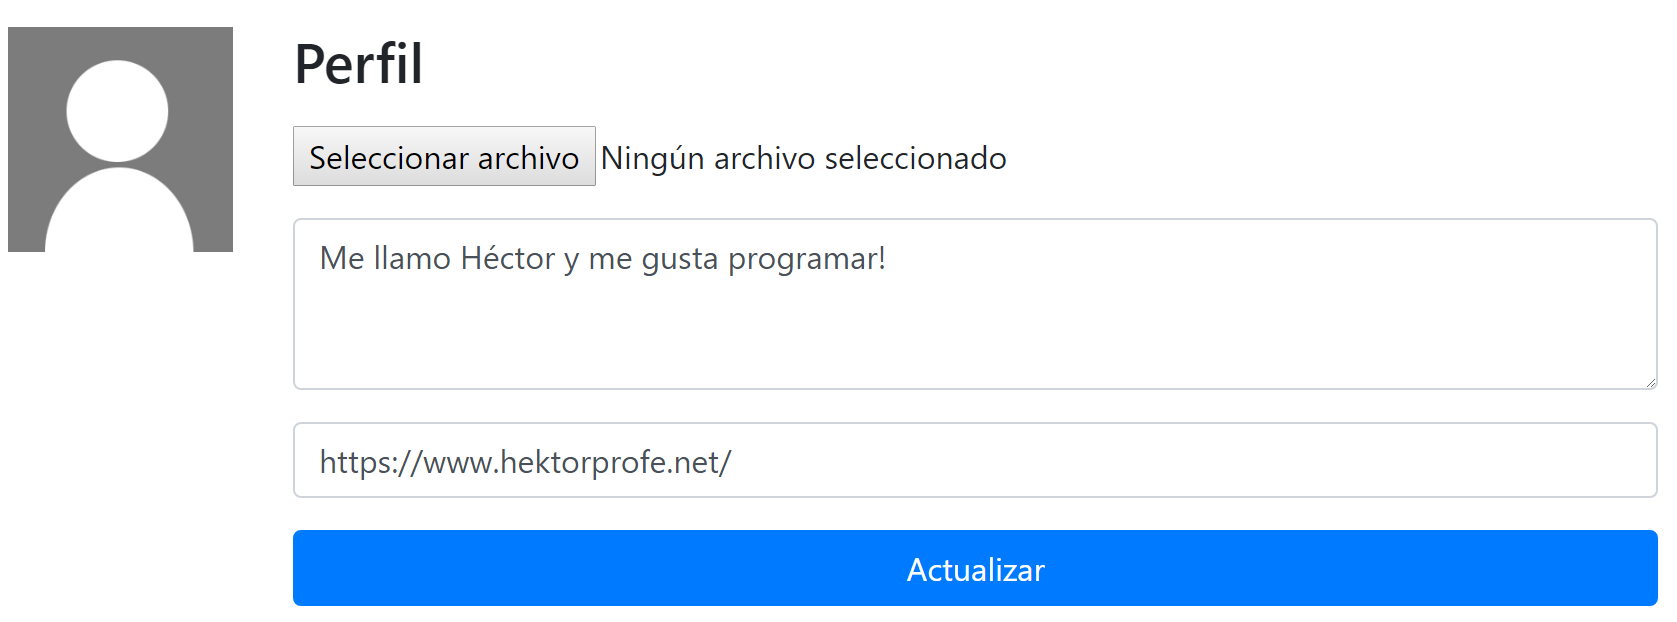 Perfil
Seleccionar archivo Ningún archivo seleccionado
Me llamo Héctor y me gusta programar!
https://www.hektorprofe.net/
Actualizar